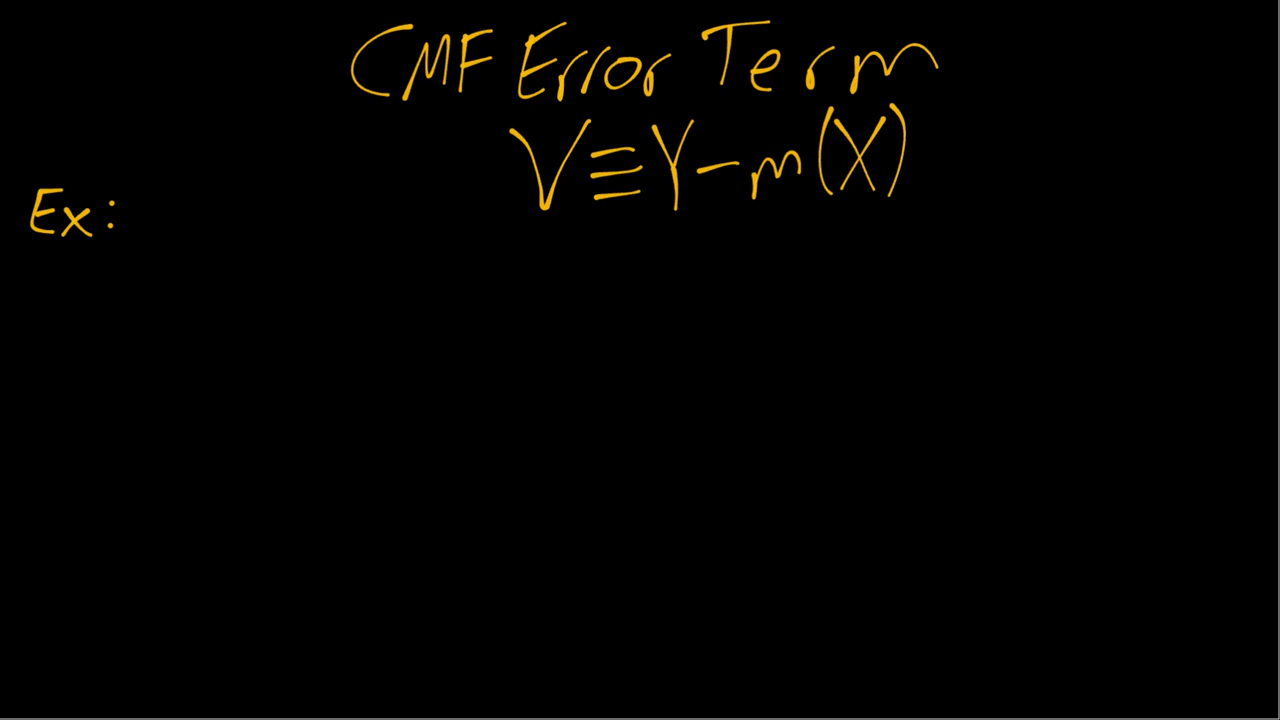 CMF Error Term
V≡Y-m(X)
Ex: